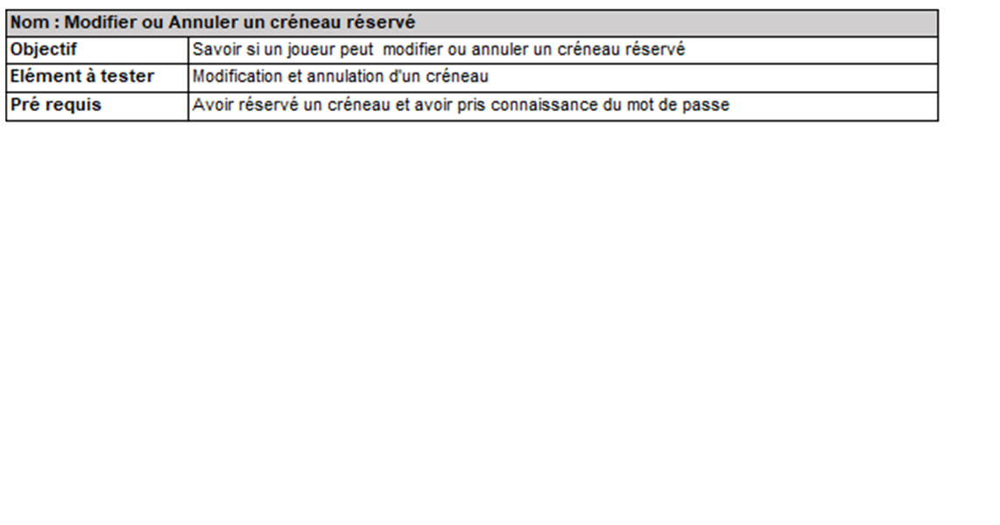 Nom : Modifier ou Annuler un créneau réservé
Objectif Savoir si un joueur peut  modifier ou annuler un créneau réservé
Elément à tester Modification et annulation d'un créneau
Pré requis Avoir réservé un créneau et avoir pris connaissance du mot de passe